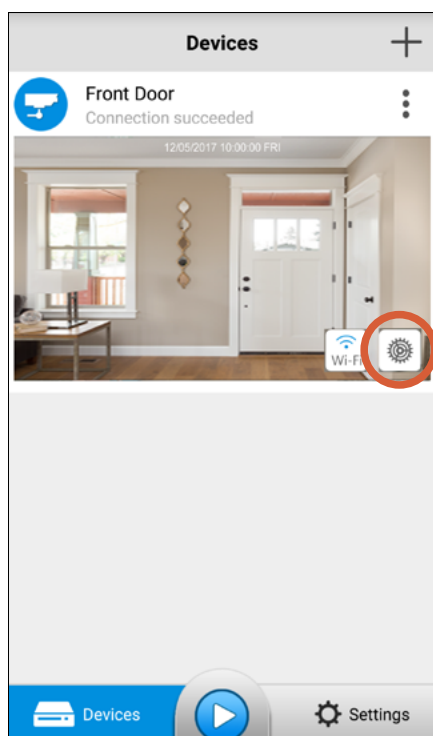 Devices
Front Door
Connection succeeded
12/05/2017 10:00:00 FRI
Wi-Fi
Devices
Settings